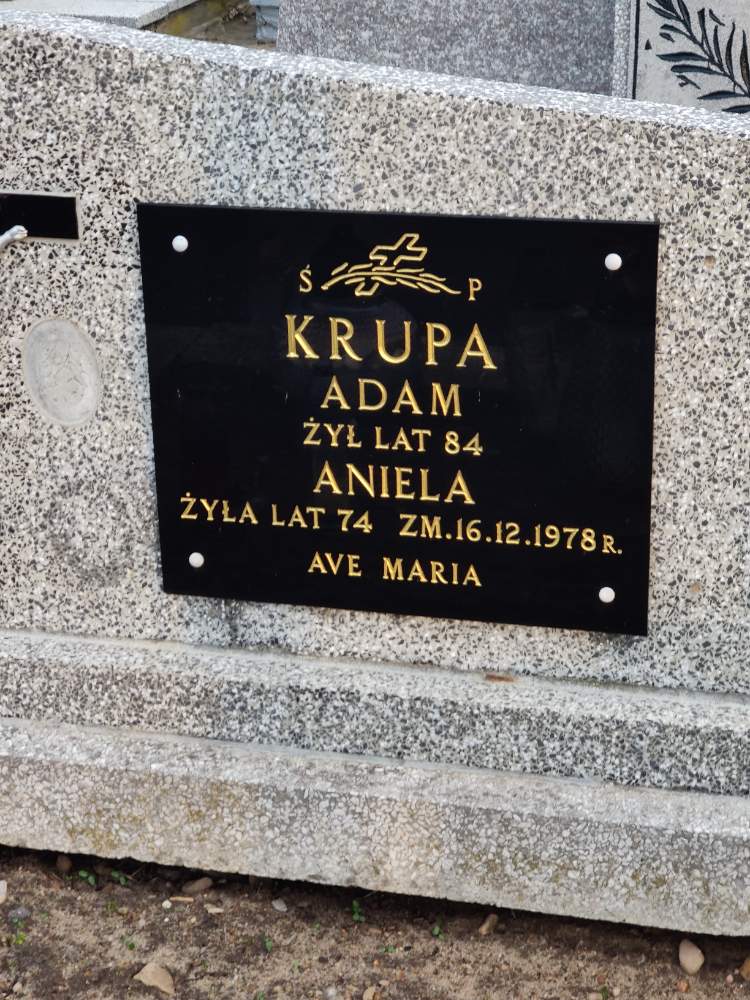 Ś P
KRUPA
ADAM
ŻYŁ LAT 84
ANIELA
ŻYŁA LAT 74 ZM.16.12.1978 R.
AVE MARIA